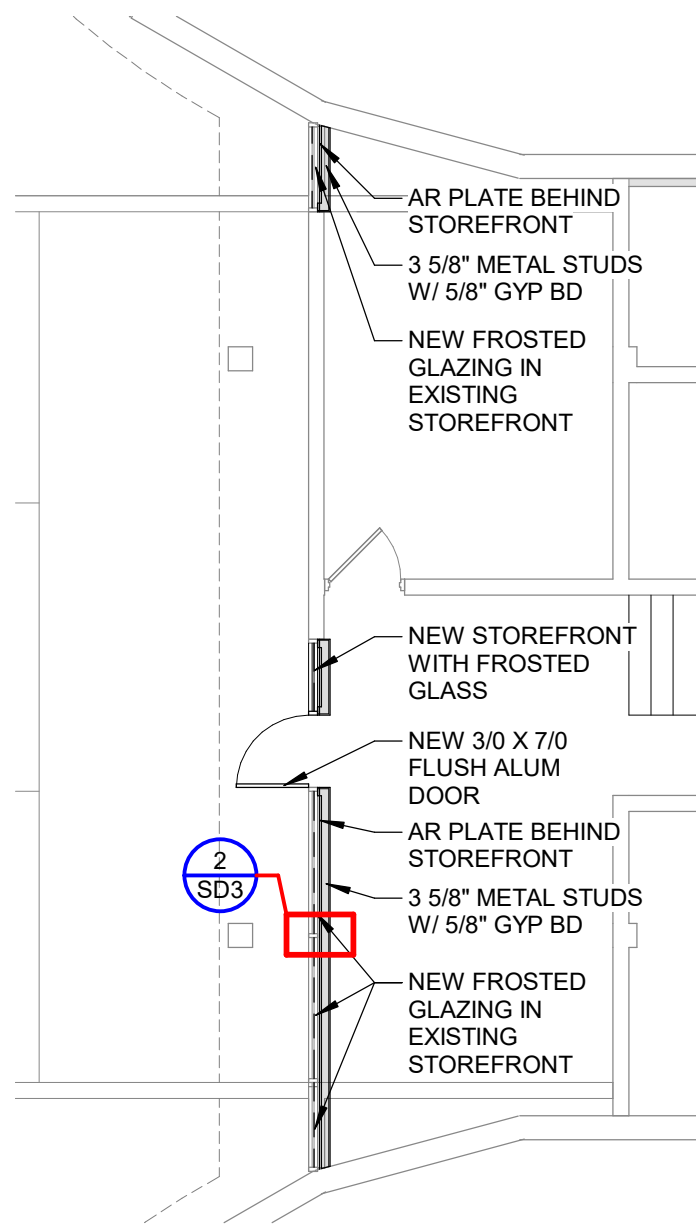 AR PLATE BEHIND
STOREFRONT
3 5/8" METAL STUDS
W/ 5/8" GYP BD
NEW FROSTED
GLAZING IN
EXISTING
STOREFRONT
NEW STOREFRONT
WITH FROSTED
GLASS
NEW 3/0 X 7/0
FLUSH ALUM
DOOR
AR PLATE BEHIND
STOREFRONT
2
SD3
3 5/8" METAL STUDS
W/ 5/8" GYP BD
NEW FROSTED
GLAZING IN
EXISTING
STOREFRONT